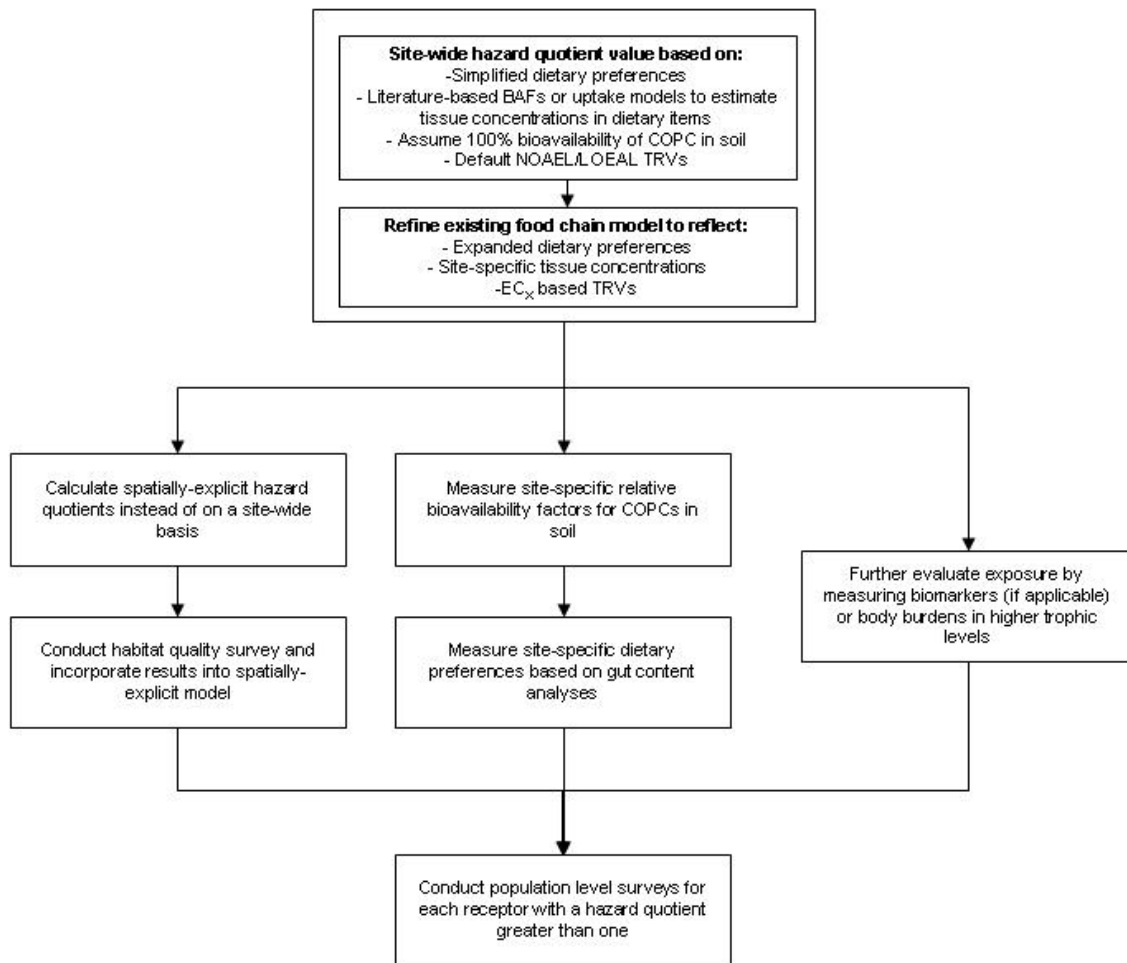 Site-wide hazard quotient value based on:
-Simplified dietary preferences
- Literature-based BAFs or uptake models to estimate
tissue concentrations in dietary items
- Assume 100% bioavailability of COPC in soil
- Default NOAEL/LOEAL TRVs
Refine existing food chain model to reflect:
- Expanded dietary preferences
- Site-specific tissue concentrations
-ECx based TRVs
Calculate spatially-explicit hazard
quotients instead of on a site-wide
basis
Measure site-specific relative
bioavailability factors for COPCs in
soil
Further evaluate exposure by
measuring biomarkers (if applicable)
or body burdens in higher trophic
levels
Conduct habitat quality survey and
incorporate results into spatially-
explicit model
Measure site-specific dietary
preferences based on gut content
analyses
Conduct population level surveys for
each receptor with a hazard quotient
greater than one